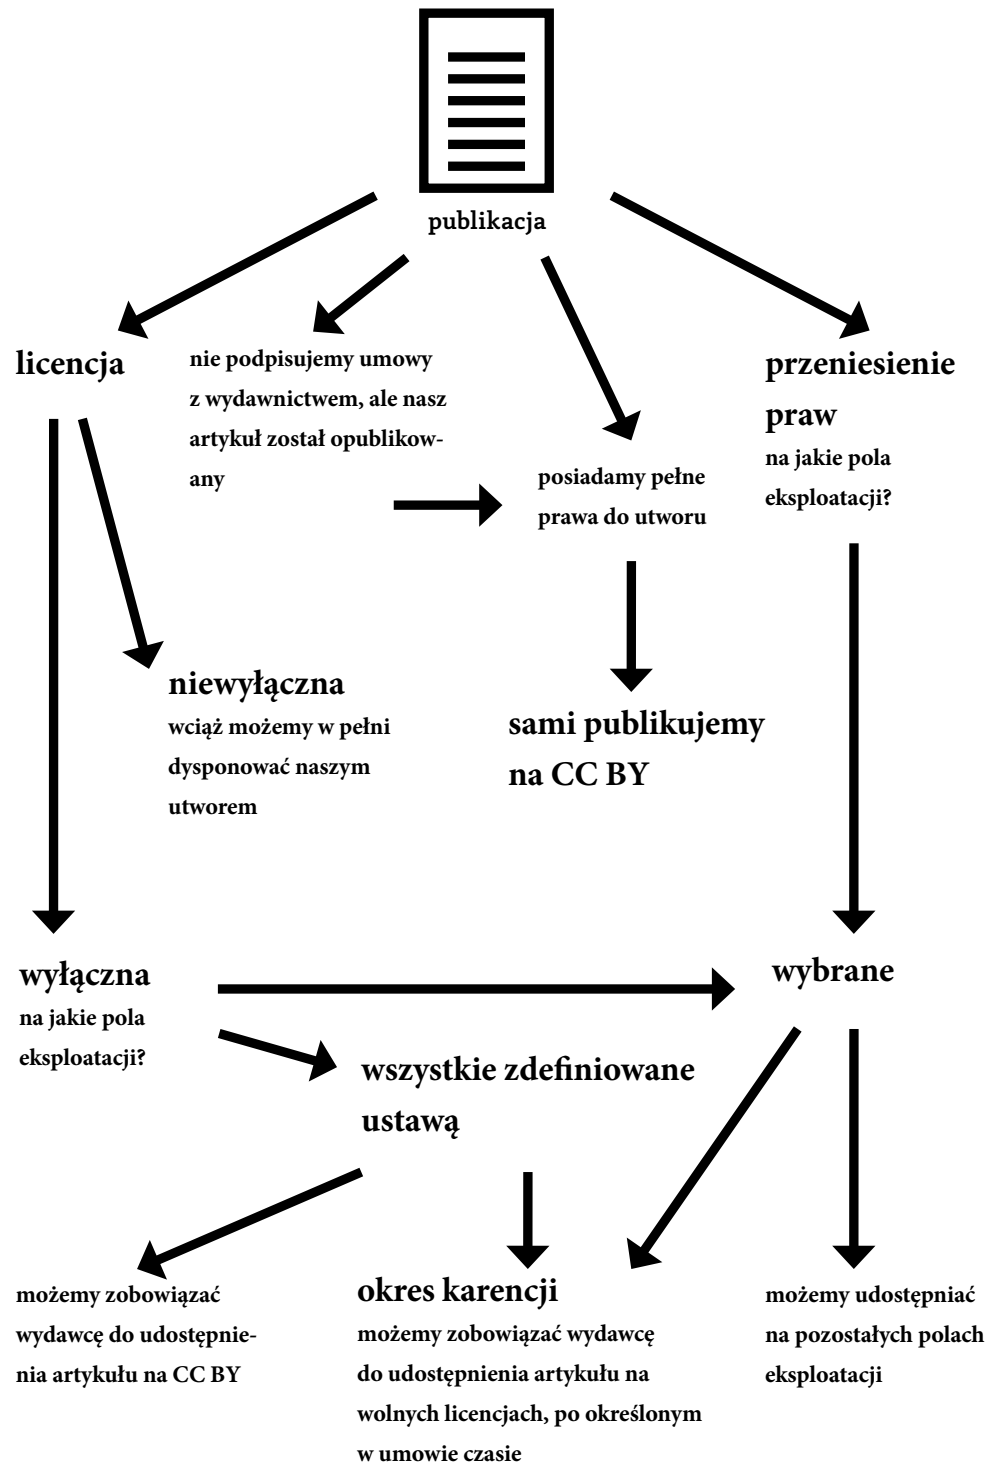 publikacja
licencja
nie podpisujemy umowy
z wydawnictwem, ale nasz
artykuł został opublikow-
any
posiadamy pełne
prawa do utworu
przeniesienie
praw
na jakie pola
eksploatacji?
niewyłączna
wciąż możemy w pełni
dysponować naszym
utworem
sami publikujemy
na CC BY
wyłączna
na jakie pola
eksploatacji?
wybrane
wszystkie zdefiniowane
ustawą
możemy zobowiązać
wydawcę do udostępnie-
nia artykułu na CC BY
okres karencji
możemy zobowiązać wydawcę
do udostępnienia artykułu na
wolnych licencjach, po określonym
w umowie czasie
możemy udostępniać
na pozostałych polach
eksploatacji